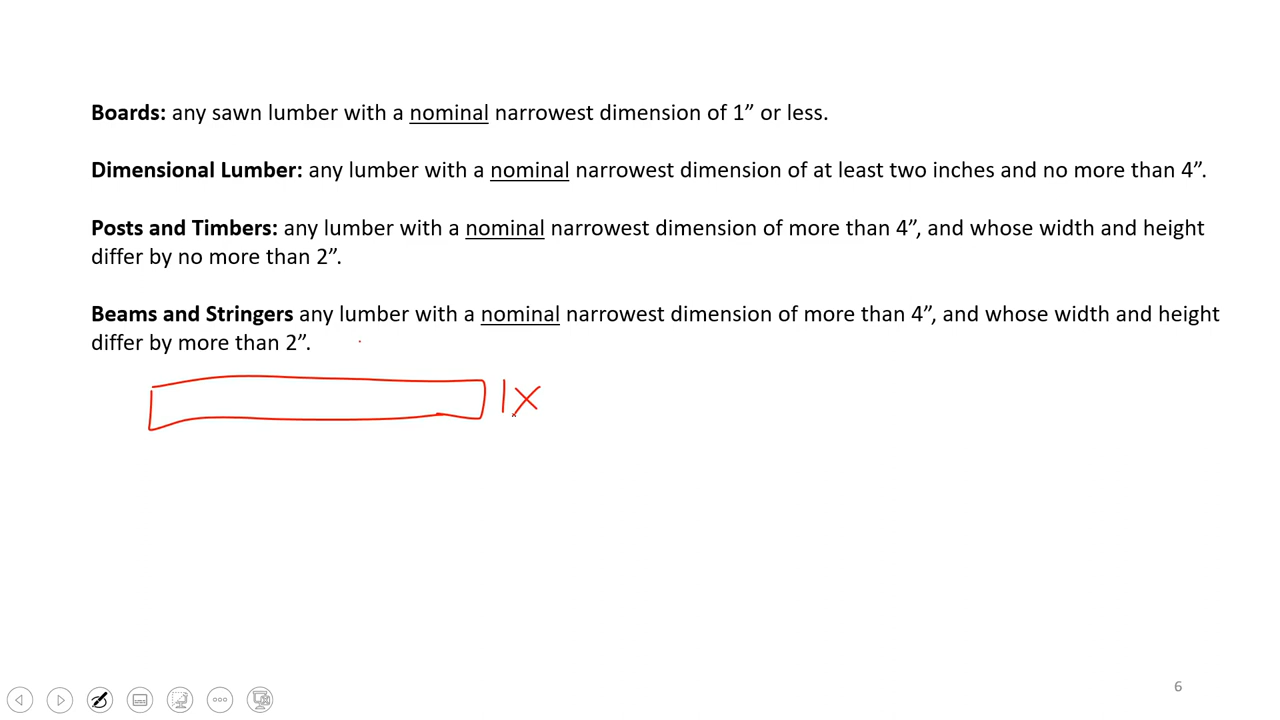 Boards: any sawn lumber with a nominal narrowest dimension of 1” or less.
Dimensional Lumber: any lumber with a nominal narrowest dimension of at least two inches and no more than 4”.
Posts and Timbers: any lumber with a nominal narrowest dimension of more than 4”, and whose width and height
differ by no more than 2”.
Beams and Stringers any lumber with a nominal narrowest dimension of more than 4”, and whose width and height
differ by more than 2”.
1X
6